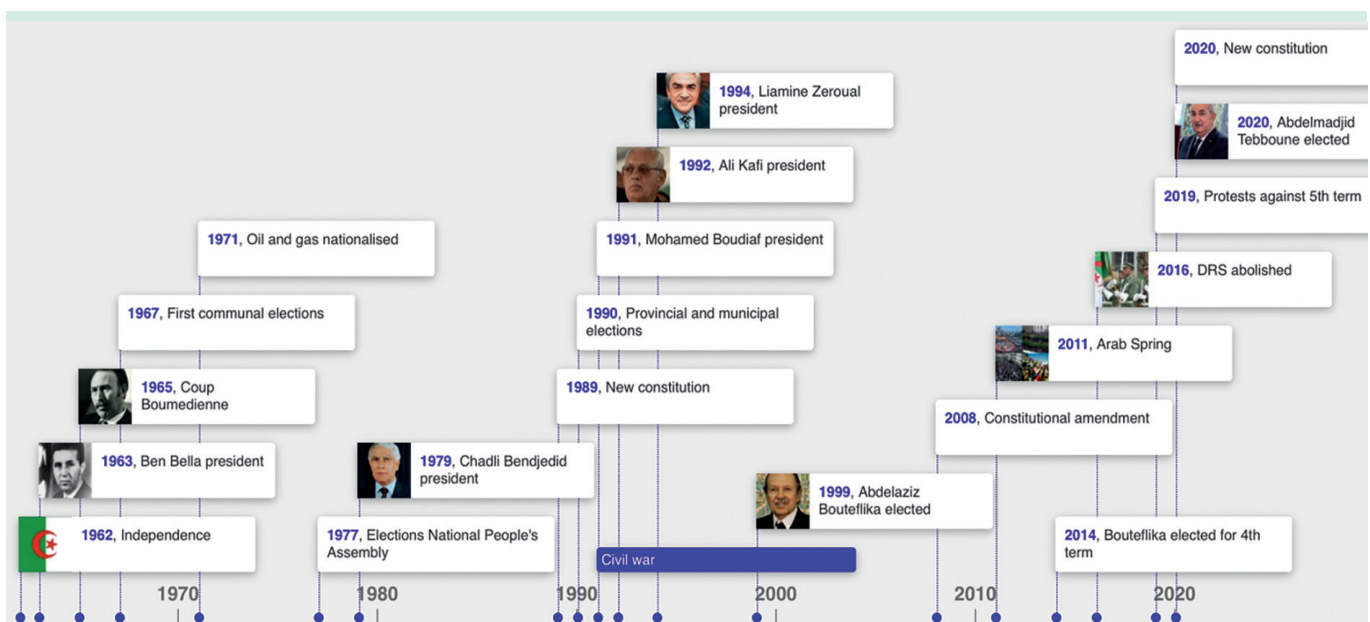 2020, New constitution
1994, Liamine Zeroual
president
2020, Abdelmadjid
Tebboune elected
1992, Ali Kafi president
2019, Protests against 5th term
1971, Oil and gas nationalised
1991, Mohamed Boudiaf president
2016, DRS abolished
1967, First communal elections
1990, Provincial and municipal
elections
2011, Arab Spring
1965, Coup
Boumedienne
1989, New constitution
2008, Constitutional amendment
1963, Ben Bella president
1979, Chadli Bendjedid
president
1999, Abdelaziz
Bouteflika elected
1962, Independence
1977, Elections National People's
Assembly
Civil war
2014, Bouteflika elected for 4th
term
1970
1980
1990
2000
2010
2020